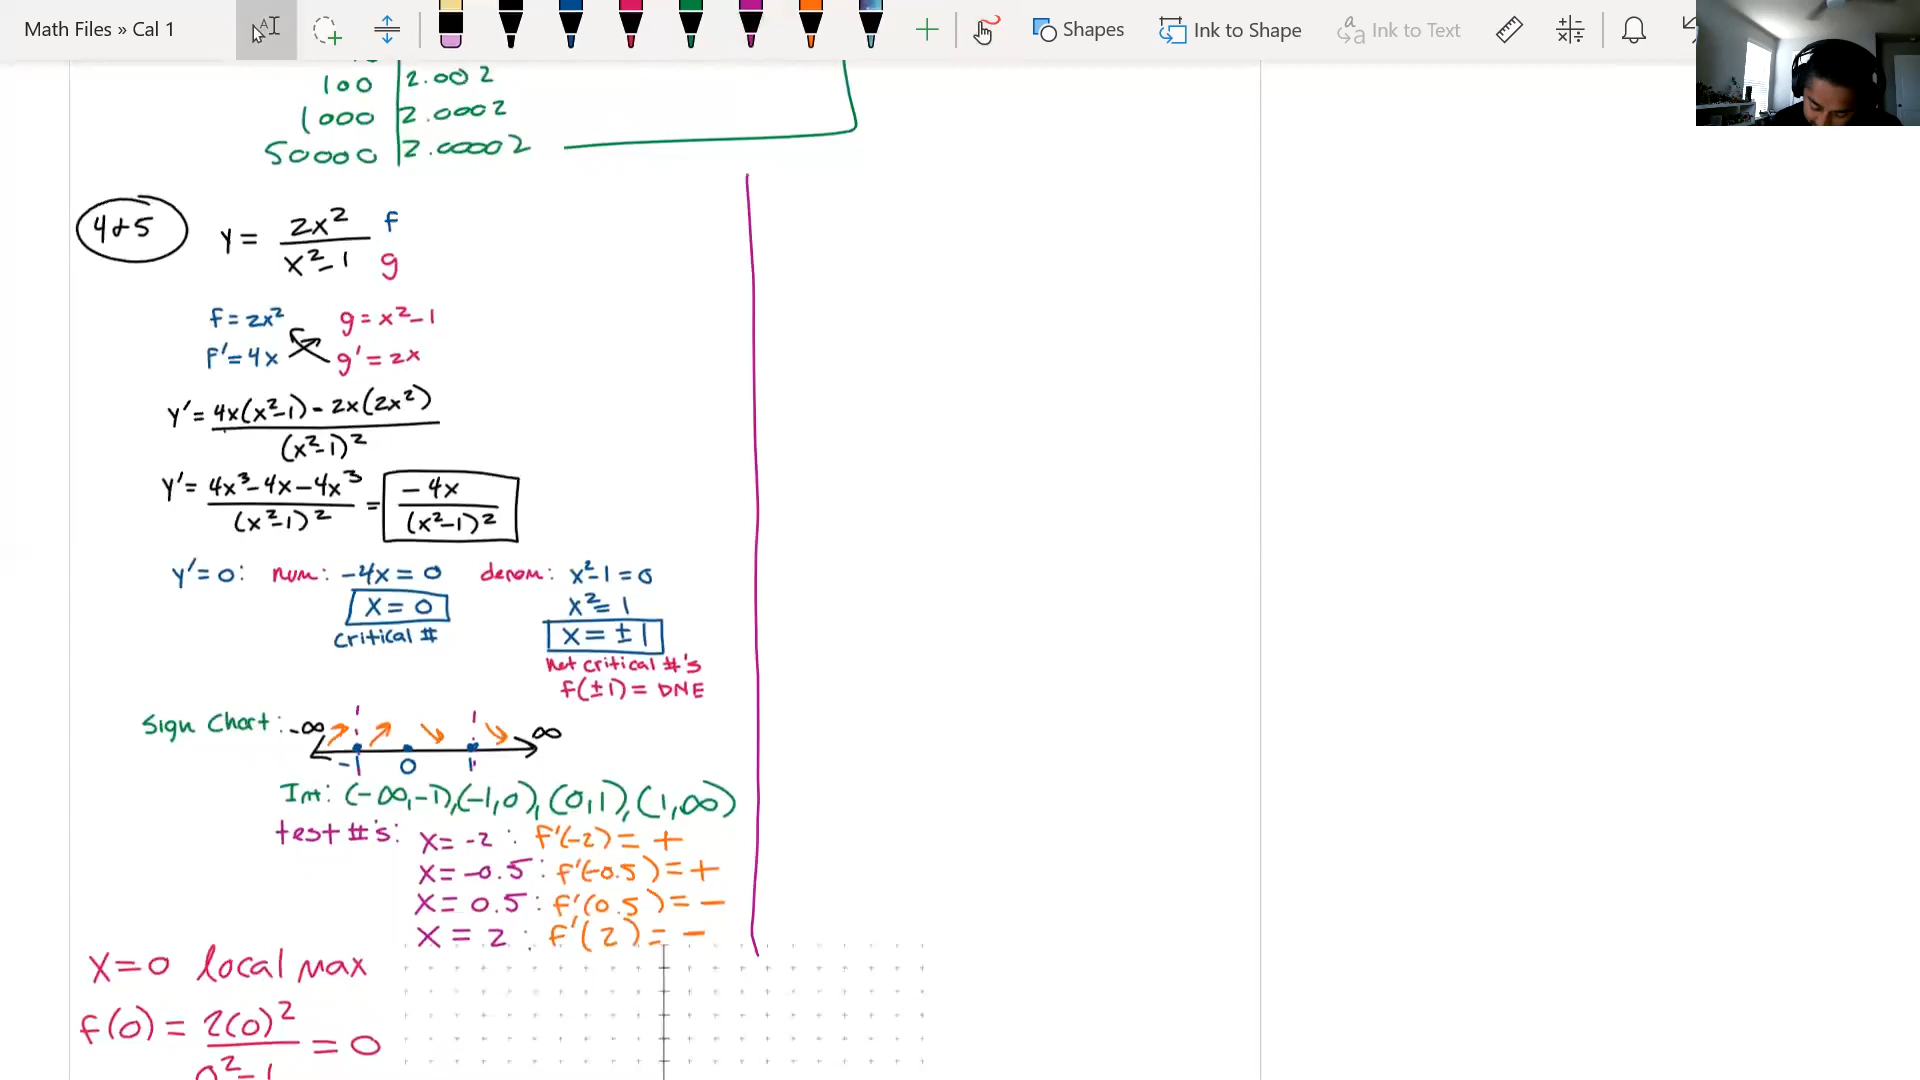 Math Files » Cal 1
Shapes
Ink to Shape
Ink to Text
100 | 2.002
1000 | 2.0002
50000 | 2.00002
4+5
y = 2x²/(x²-1) f g
f = 2x² g = x²-1
f' = 4x g' = 2x
y' = (4x(x²-1) - 2x(2x²))/(x²-1)²
y' = (4x³-4x-4x³)/(x²-1)² = -4x/(x²-1)²
y'=0: num: -4x = 0 denom: x²-1 = 0
x = 0 x² = 1
critical # x = ±1
not critical #'s
f(±1) = DNE
Sign Chart: -∞ ∞
-1 0 1
Int: (-∞,-1),(-1,0),(0,1),(1,∞)
test #'s: x = -2 : f'(-2) = +
x = -0.5 : f'(-0.5) = +
x = 0.5 : f'(0.5) = -
x = 2 : f'(2) = -
x=0 local max
f(0) = 2(0)²/(0²-1) = 0